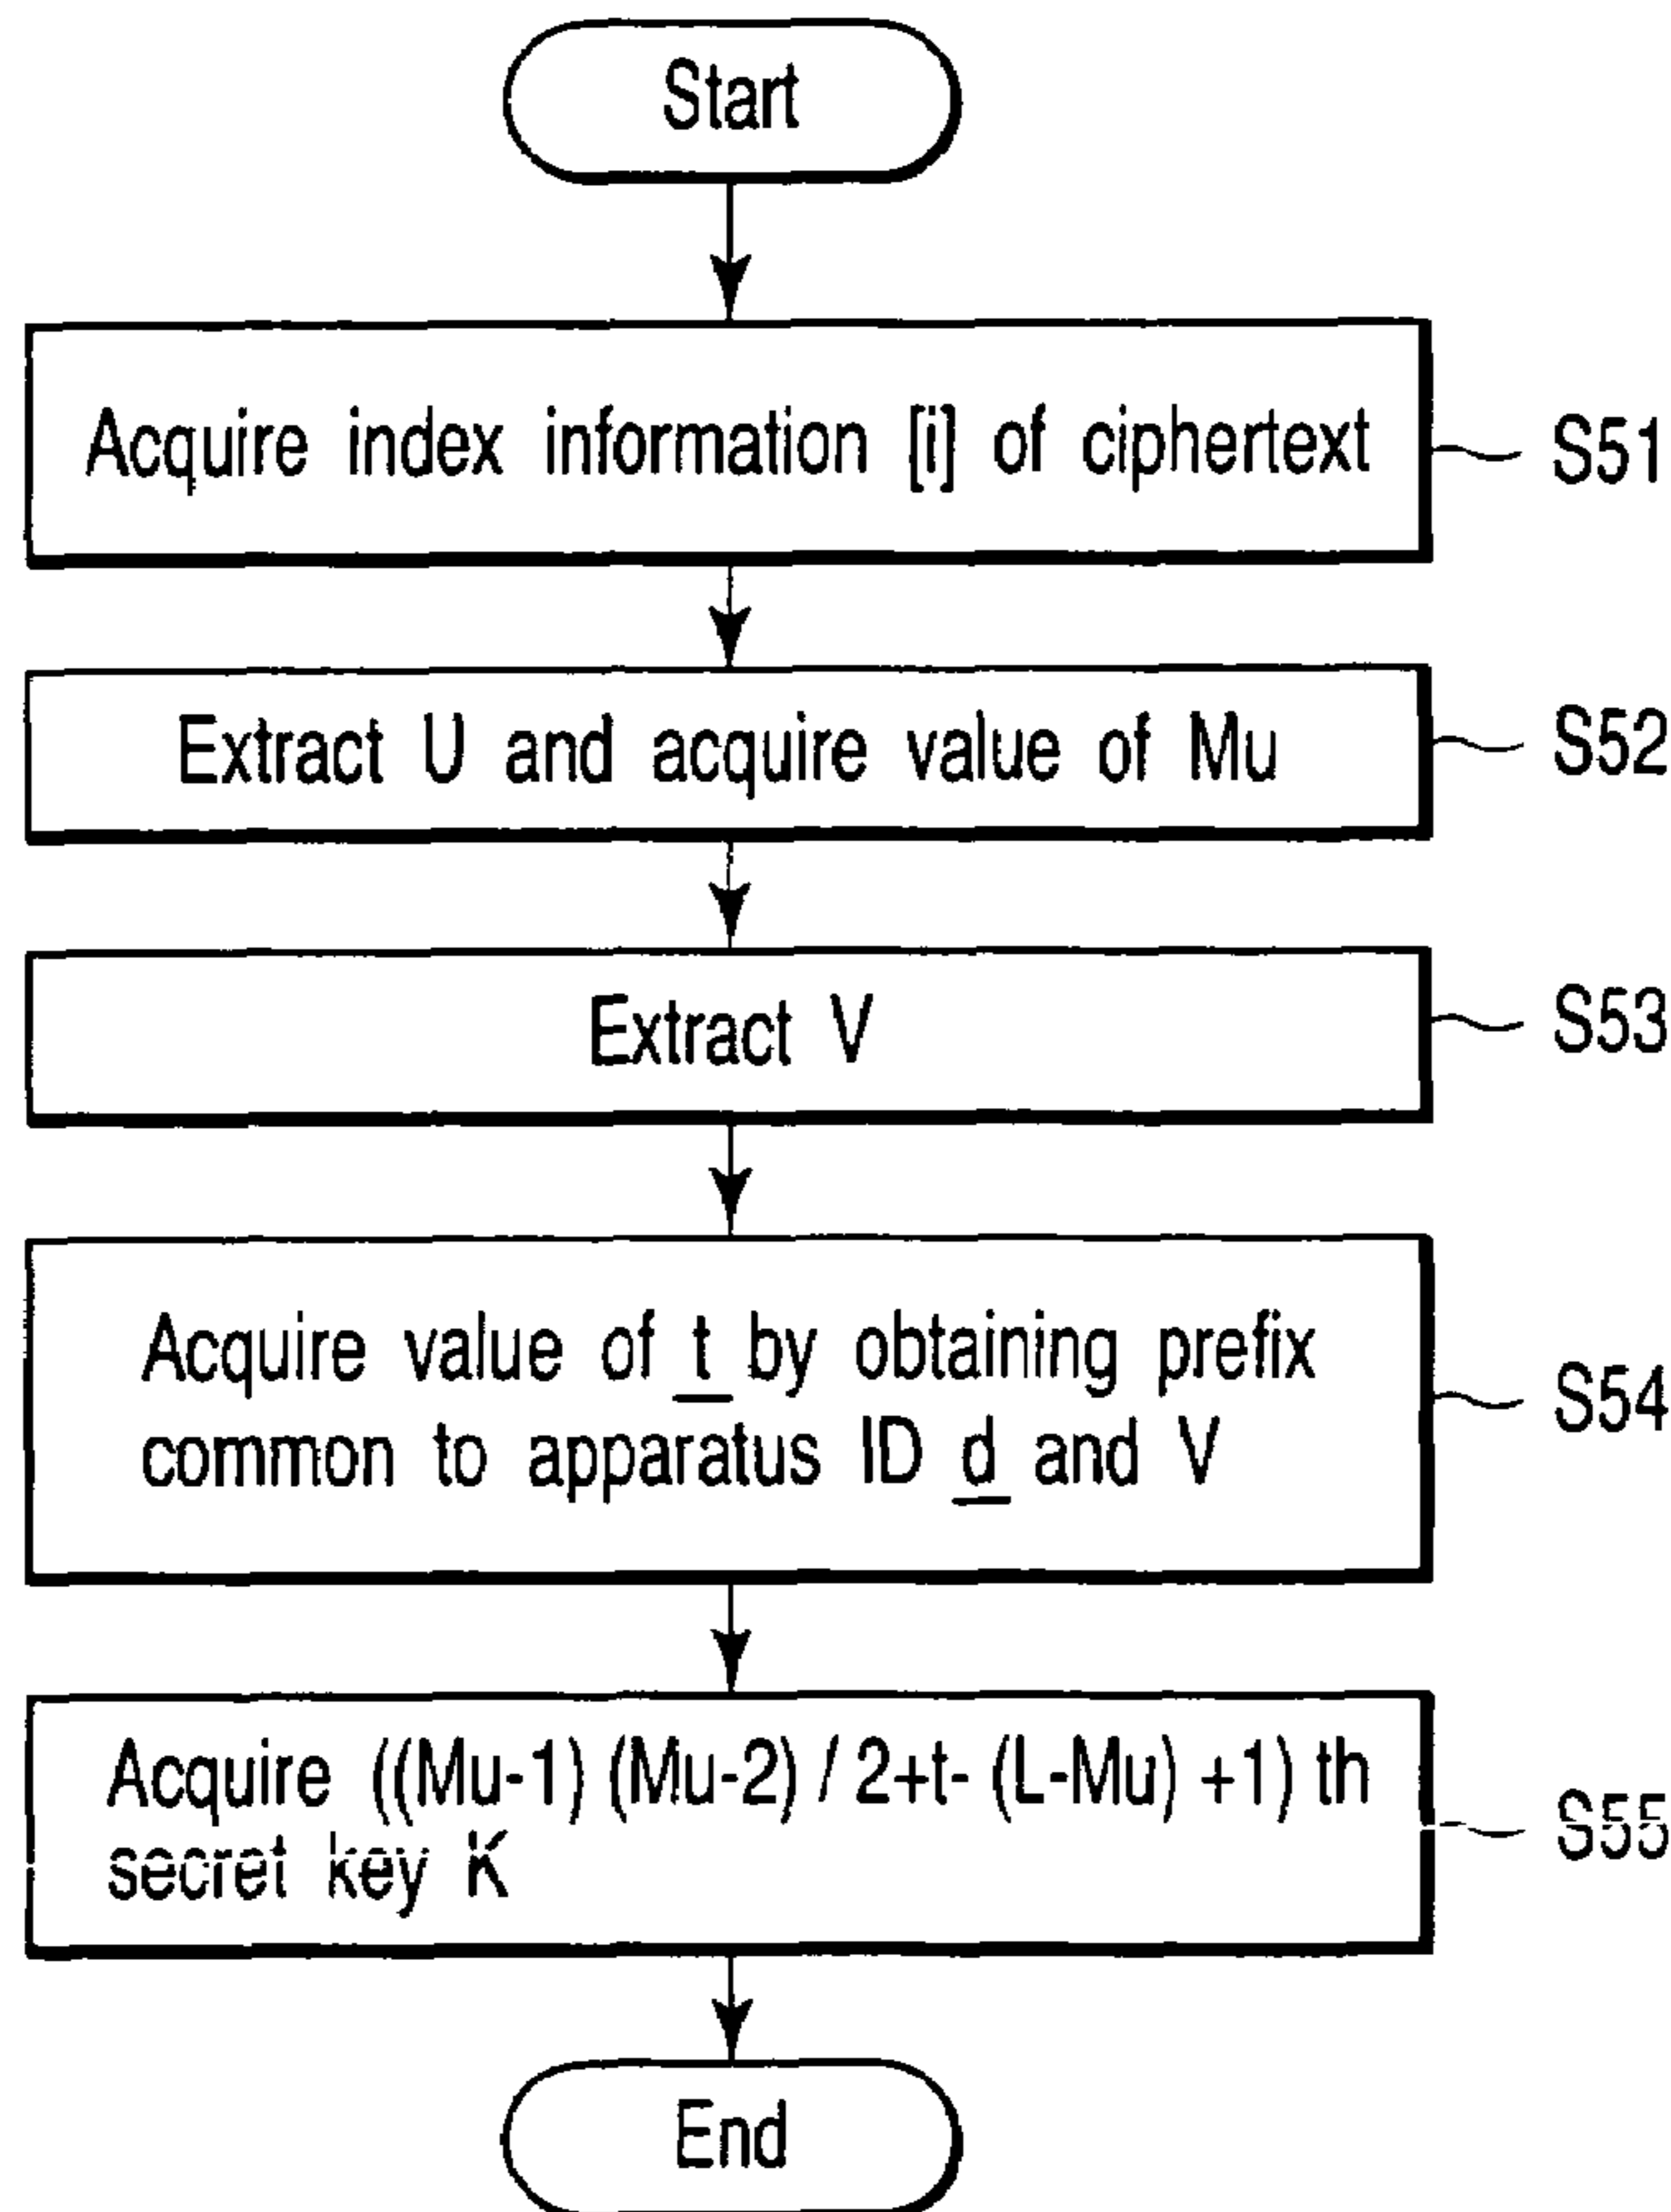 Start
Acquire index information [i] of ciphertext
S51
Extract U and acquire value of Mu
S52
Extract V
S53
Acquire value of t by obtaining prefix
common to apparatus ID d and V
S54
Acquire ((Mu-1) (Mu-2) / 2+t- (L-Mu) +1) th
secret key K
S55
End